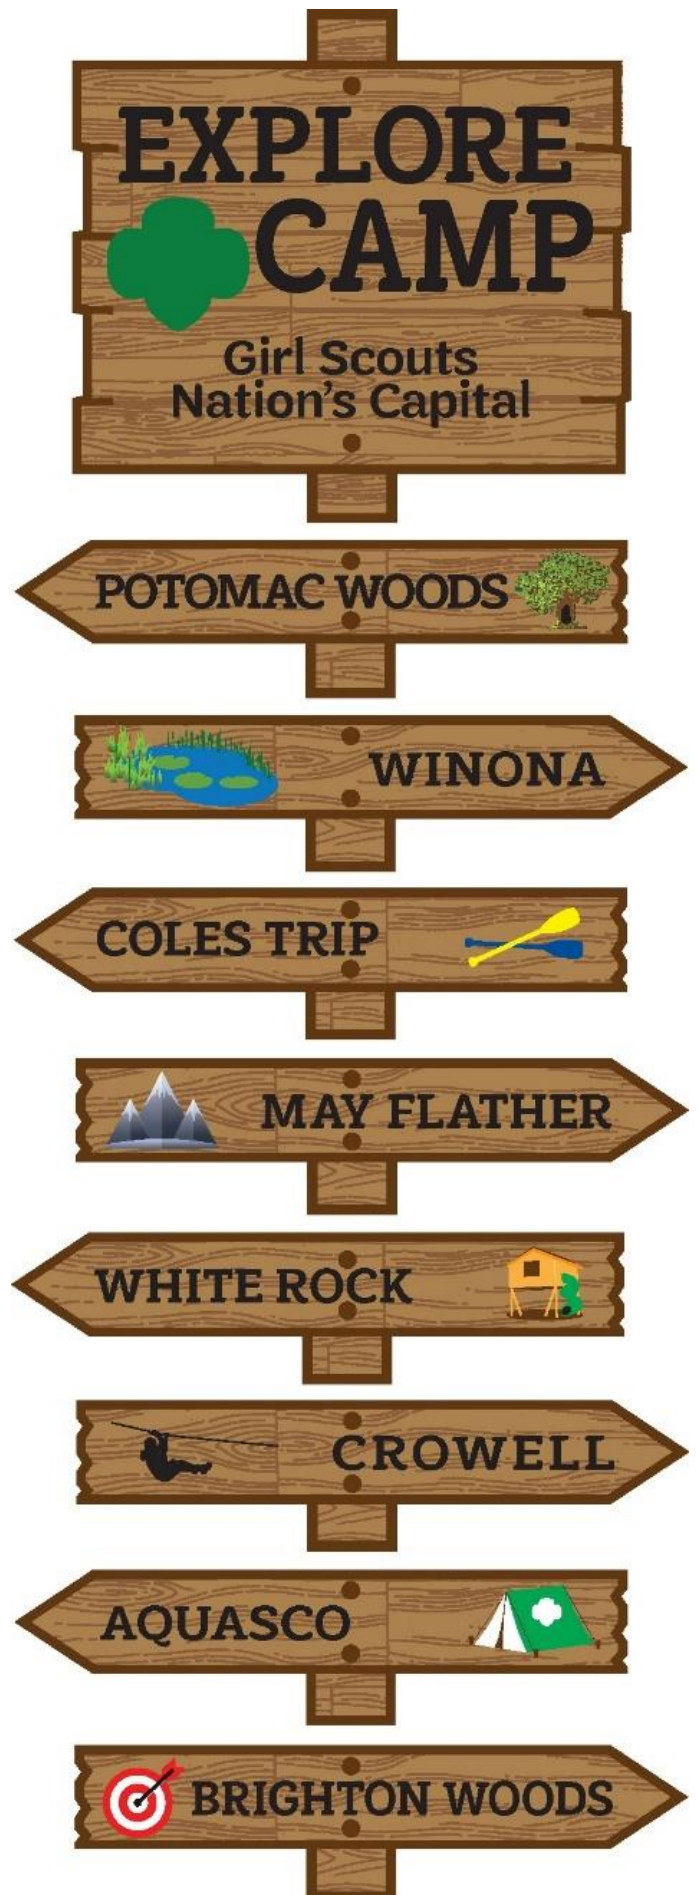 EXPLORE
CAMP
Girl Scouts
Nation's Capital
POTOMAC WOODS
WINONA
COLES TRIP
MAY FLATHER
WHITE ROCK
CROWELL
AQUASCO
BRIGHTON WOODS